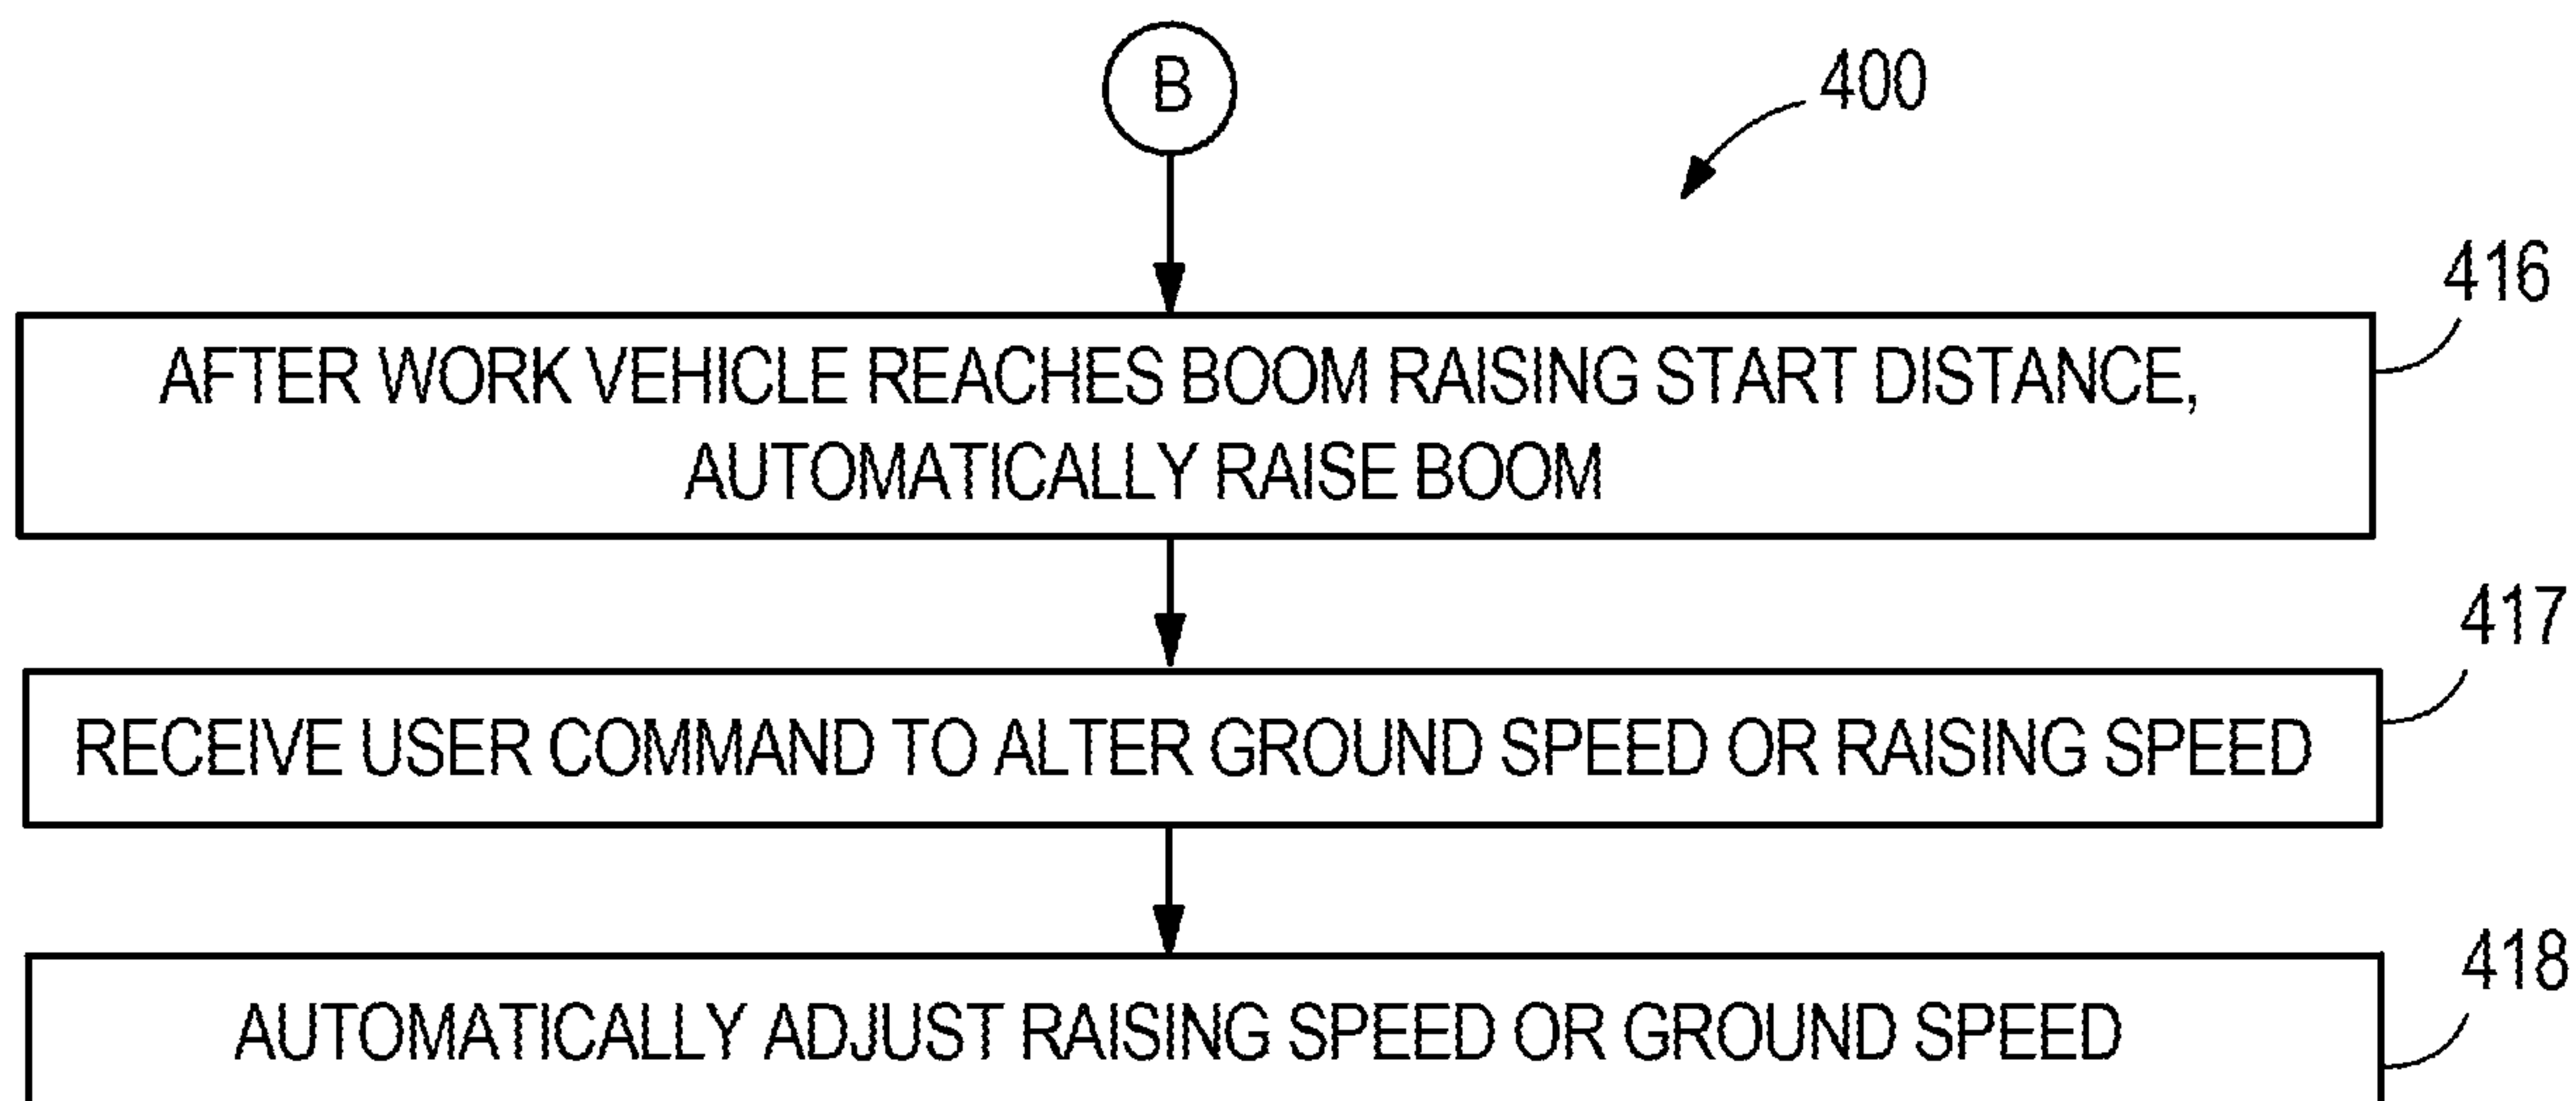 B
400
416
AFTER WORK VEHICLE REACHES BOOM RAISING START DISTANCE,
AUTOMATICALLY RAISE BOOM
417
RECEIVE USER COMMAND TO ALTER GROUND SPEED OR RAISING SPEED
418
AUTOMATICALLY ADJUST RAISING SPEED OR GROUND SPEED